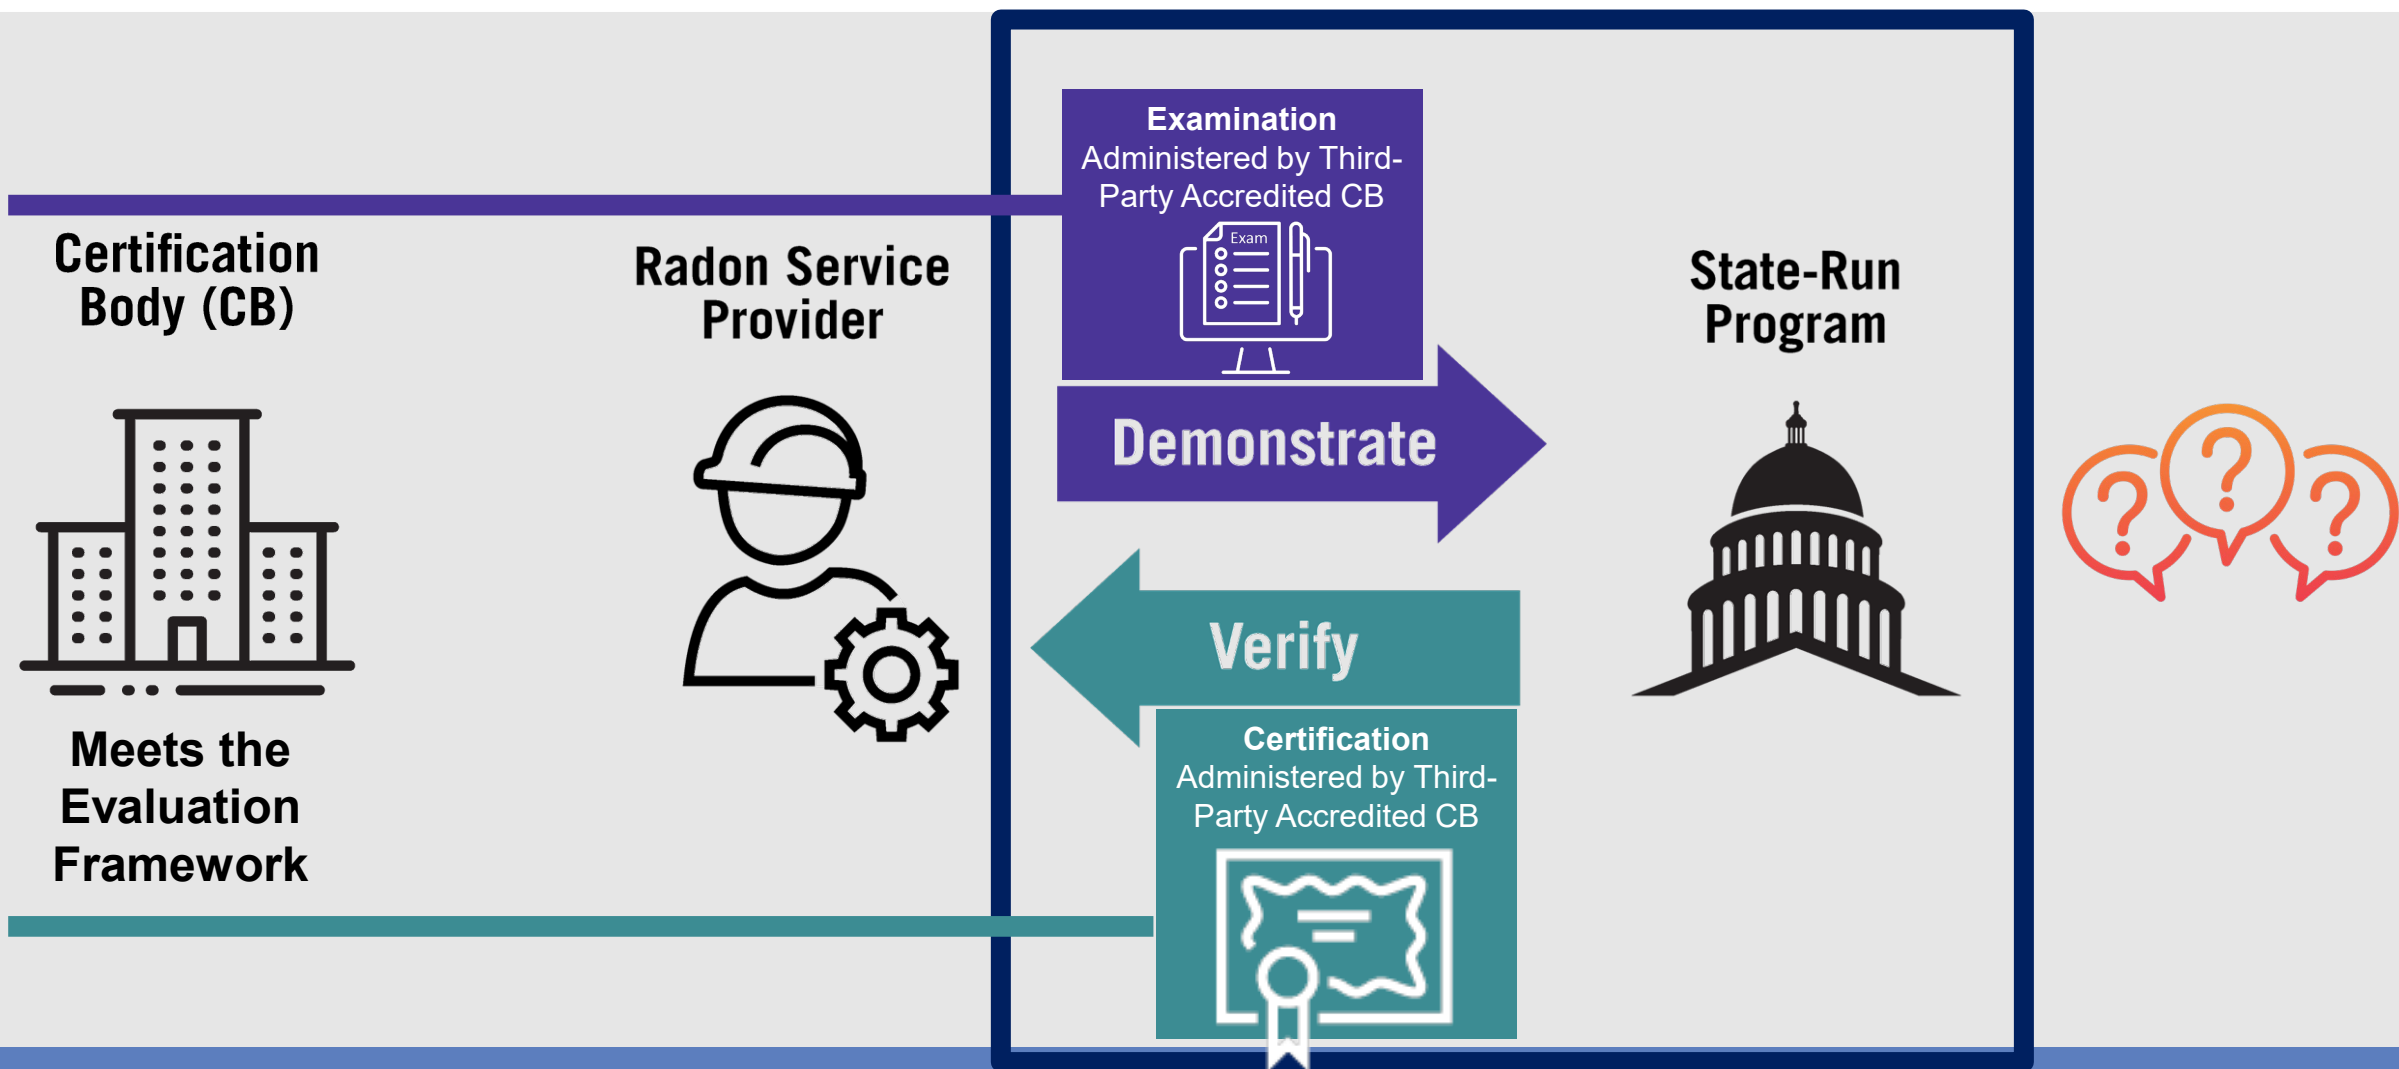 Certification
Body (CB)
Meets the
Evaluation
Framework
Radon Service
Provider
Examination
Administered by Third-
Party Accredited CB
Exam
Demonstrate
Verify
Certification
Administered by Third-
Party Accredited CB
State-Run
Program
?
?
?